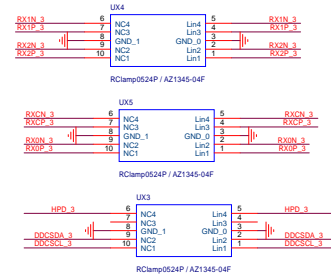 UX4
RX1N_3 6 NC4 Lin4 5 RX1N_3
RX1P_3 7 NC3 Lin3 4 RX1P_3
8 GND_1 GND_0 3
RX2N_3 9 NC2 Lin2 2 RX2N_3
RX2P_3 10 NC1 Lin1 1 RX2P_3
RClamp0524P / AZ1345-04F
UX5
RXCN_3 6 NC4 Lin4 5 RXCN_3
RXCP_3 7 NC3 Lin3 4 RXCP_3
8 GND_1 GND_0 3
RX0N_3 9 NC2 Lin2 2 RX0N_3
RX0P_3 10 NC1 Lin1 1 RX0P_3
RClamp0524P / AZ1345-04F
UX3
HPD_3 6 NC4 Lin4 5 HPD_3
7 NC3 Lin3 4
8 GND_1 GND_0 3
DDCSDA_3 9 NC2 Lin2 2 DDCSDA_3
DDCSCL_3 10 NC1 Lin1 1 DDCSCL_3
RClamp0524P / AZ1345-04F